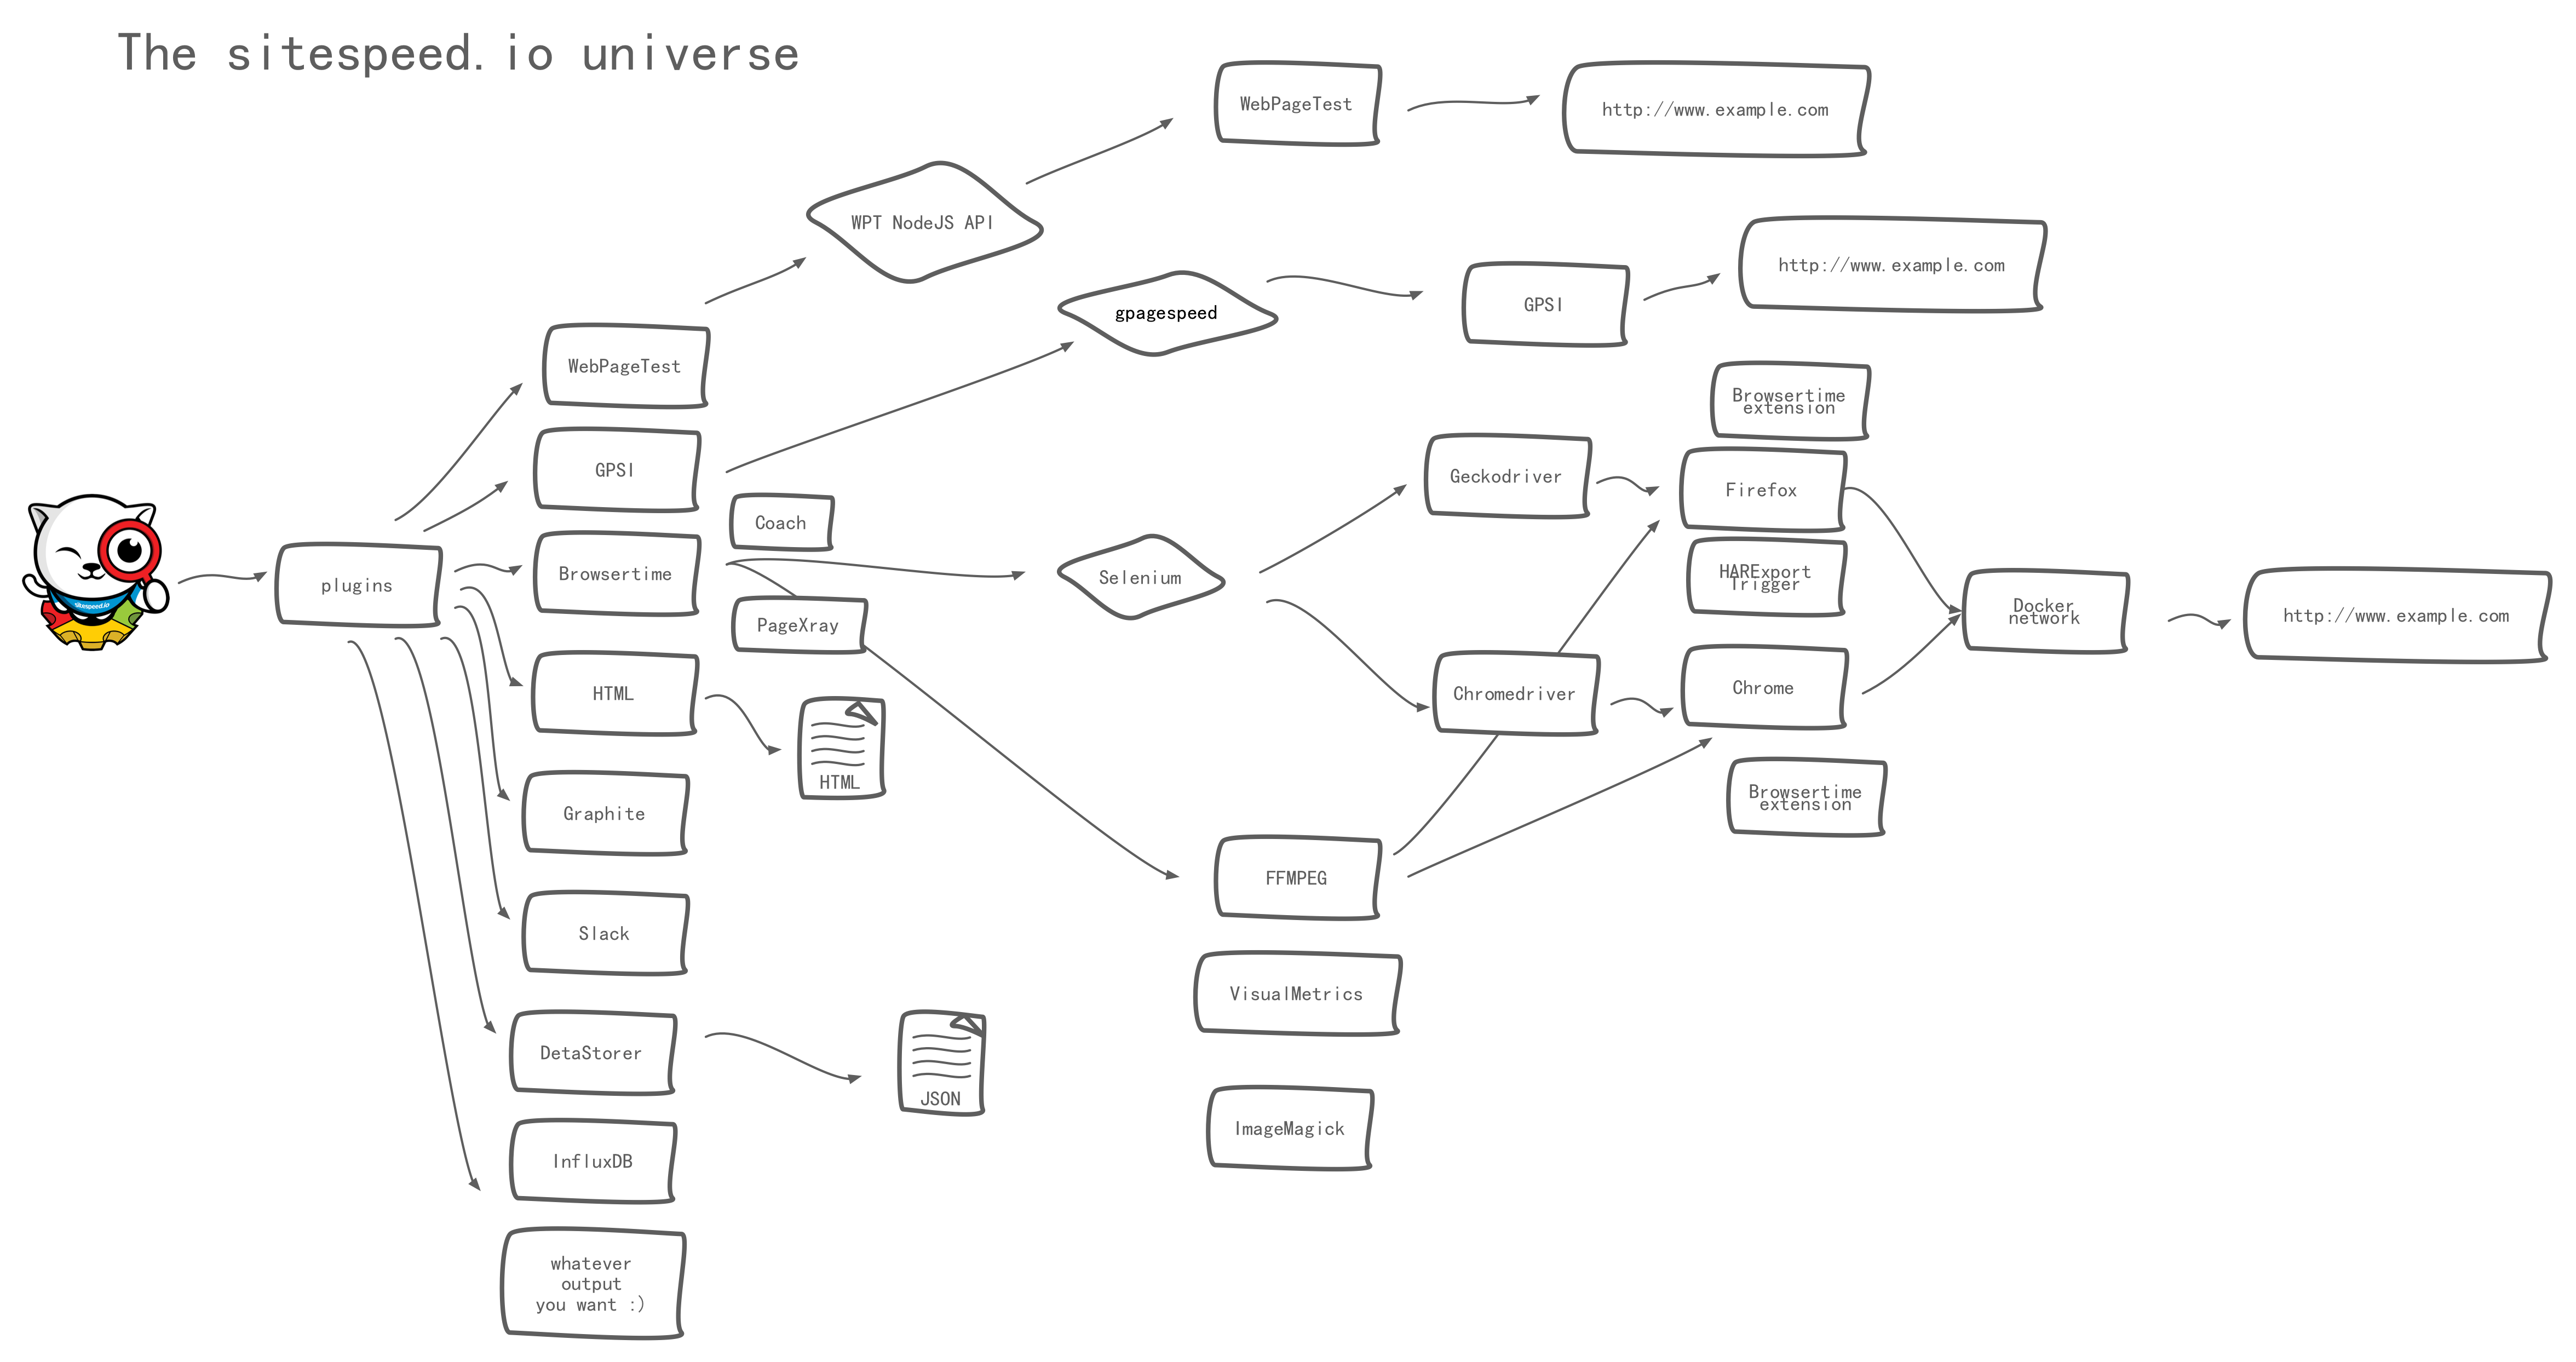 The sitespeed.io universe
WebPageTest
http://www.example.com
WPT NodeJS API
http://www.example.com
gpagespeed
GPSI
WebPageTest
Browsertime
extension
GPSI
Geckodriver
Firefox
Coach
Browsertime
Selenium
HARExport
Trigger
plugins
sitespeed.io
PageXray
Docker
network
http://www.example.com
HTML
Chromedriver
Chrome
HTML
Browsertime
extension
Graphite
FFMPEG
Slack
VisualMetrics
DetaStorer
JSON
ImageMagick
InfluxDB
whatever
output
you want :)